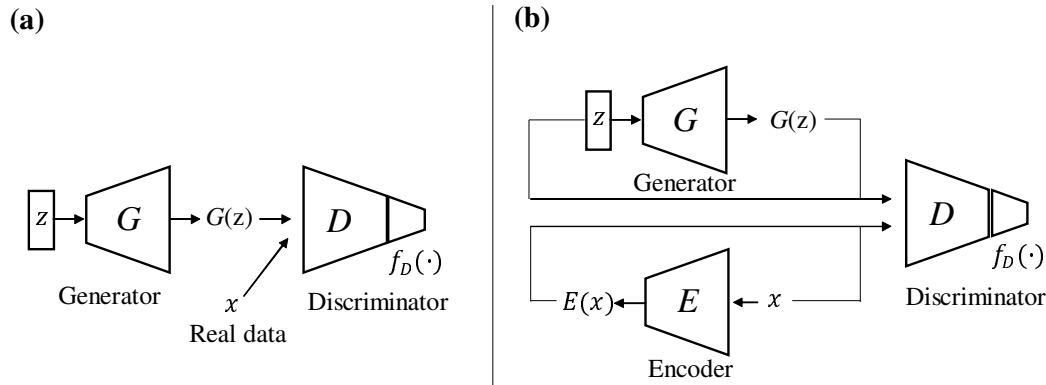 (a)
z
G
G(z)
D
f_D(·)
Generator
x
Real data
Discriminator
(b)
z
G
G(z)
Generator
D
f_D(·)
E(x)
E
x
Discriminator
Encoder